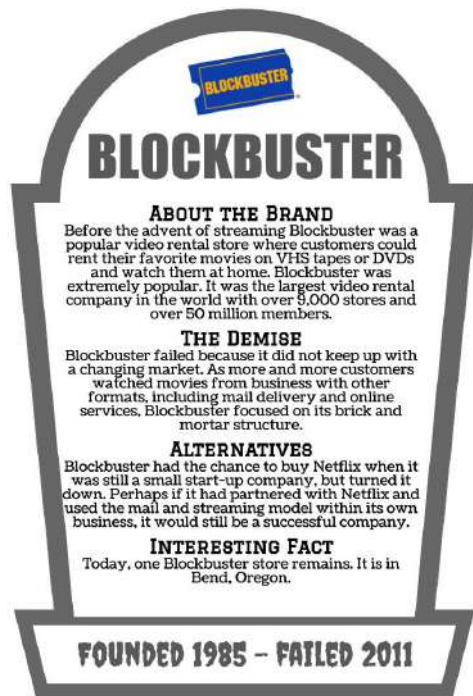 BLOCKBUSTER
BLOCKBUSTER
ABOUT THE BRAND
Before the advent of streaming Blockbuster was a
popular video rental store where customers could
rent their favorite movies on VHS tapes or DVDs
and watch them at home. Blockbuster was
extremely popular. It was the largest video rental
company in the world with over 9,000 stores and
over 50 million members.
THE DEMISE
Blockbuster failed because it did not keep up with
a changing market. As more and more customers
watched movies from business with other
formats, including mail delivery and online
services, Blockbuster focused on its brick and
mortar structure.
ALTERNATIVES
Blockbuster had the chance to buy Netflix when it
was still a small start-up company, but turned it
down. Perhaps if it had partnered with Netflix and
used the mail and streaming model within its own
business, it would still be a successful company.
INTERESTING FACT
Today, one Blockbuster store remains. It is in
Bend, Oregon.
FOUNDED 1985 – FAILED 2011